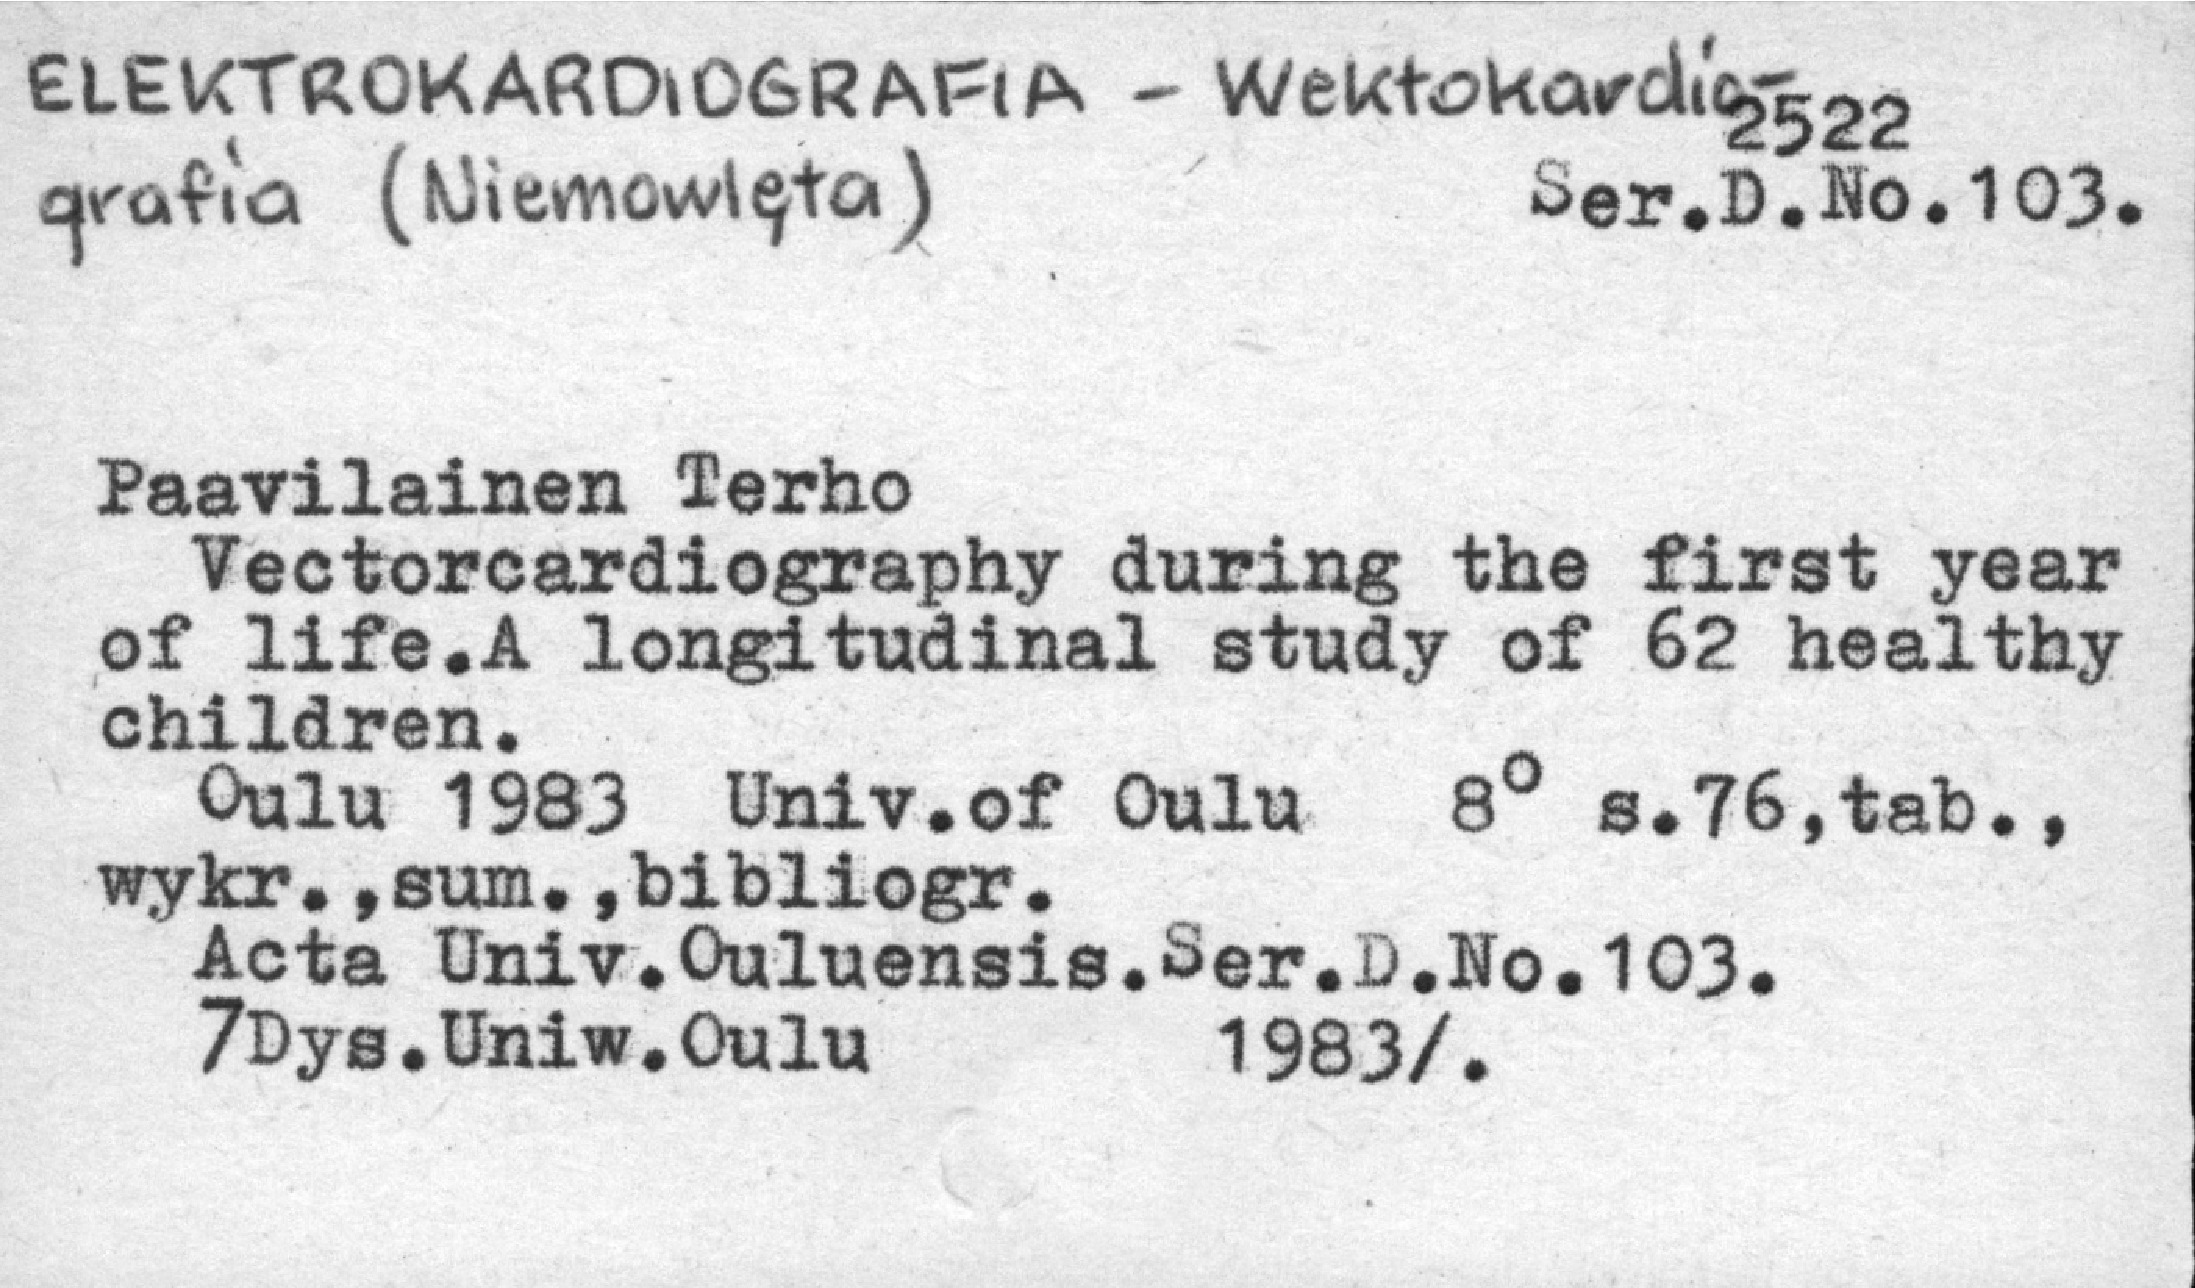 ELEKTROKARDIOGRAFIA - Wektokardio-
2522
grafia (Niemowlęta)
Ser.D.No.103.
Paavilainen Terho
Vectorcardiography during the first year
of life.A longitudinal study of 62 healthy
children.
Oulu 1983 Univ.of Oulu 8° s.76,tab.,
wykr.,sum.,bibliogr.
Acta Univ.Ouluensis.Ser.D.No.103.
7Dys.Uniw.Oulu 1983/.